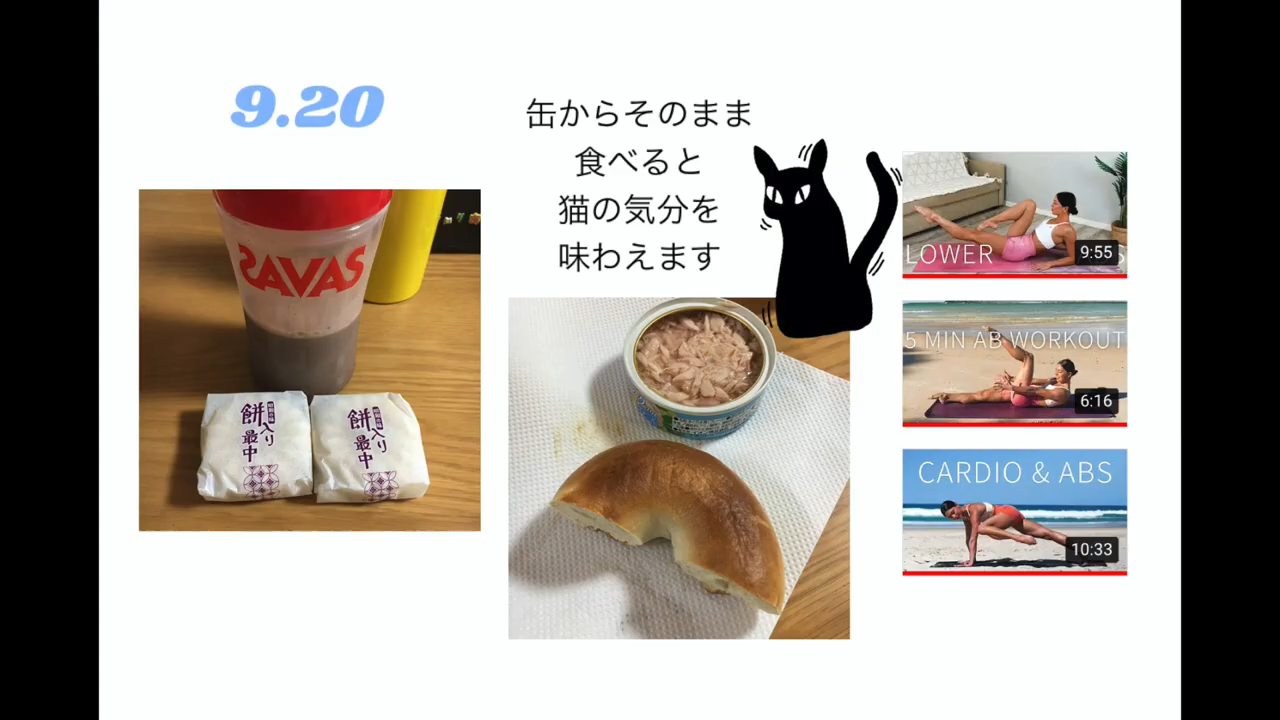 9.20
缶からそのまま
食べると
猫の気分を
味わえます
SAVAS
餅入り
最中
餅入り
最中
LOWER
9:55
5 MIN AB WORKOUT
6:16
CARDIO & ABS
10:33